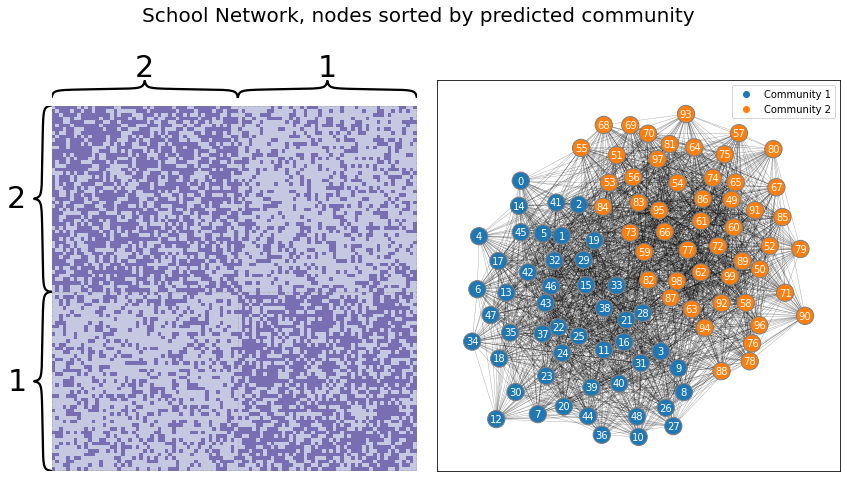 School Network, nodes sorted by predicted community
2 1
2
1
Community 1
Community 2
93
68 69
70 57
55 81 64 80
51 97 75
0 53 56 54 74 65 67
14 41 2 84 83 95 86 49 91 85
4 45 5 1 19 73 66 61 60
17 32 29 59 77 72 52 79
6 42 46 15 33 82 98 62 89 99 50
13 43 38 28 87 63 92 58 71
47 37 22 21 94 96 90
34 35 25 16 76
18 24 11 3 78
23 31 9 88
30 39 40 8
12 7 20 44 48 26
36 10 27